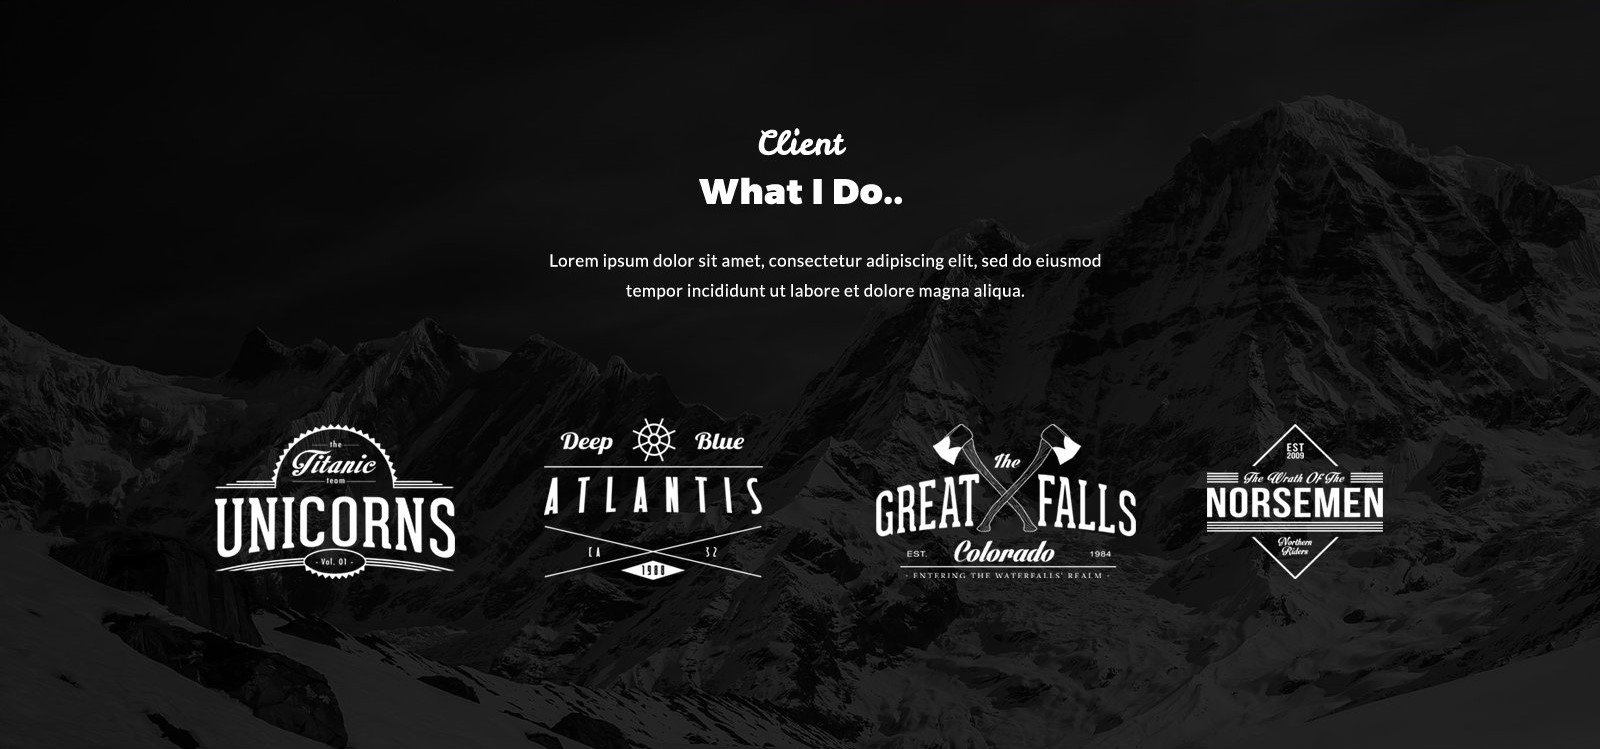 Client
What I Do..
Lorem ipsum dolor sit amet, consectetur adipiscing elit, sed do eiusmod
tempor incididunt ut labore et dolore magna aliqua.
the
Titanic
team
UNICORNS
- Vol. 01 -
Deep Blue
ATLANTIS
CA 32
1988
The
GREAT FALLS
EST. Colorado 1984
- ENTERING THE WATERFALLS' REALM -
EST
2009
The Wrath Of The
NORSEMEN
Northern
Riders